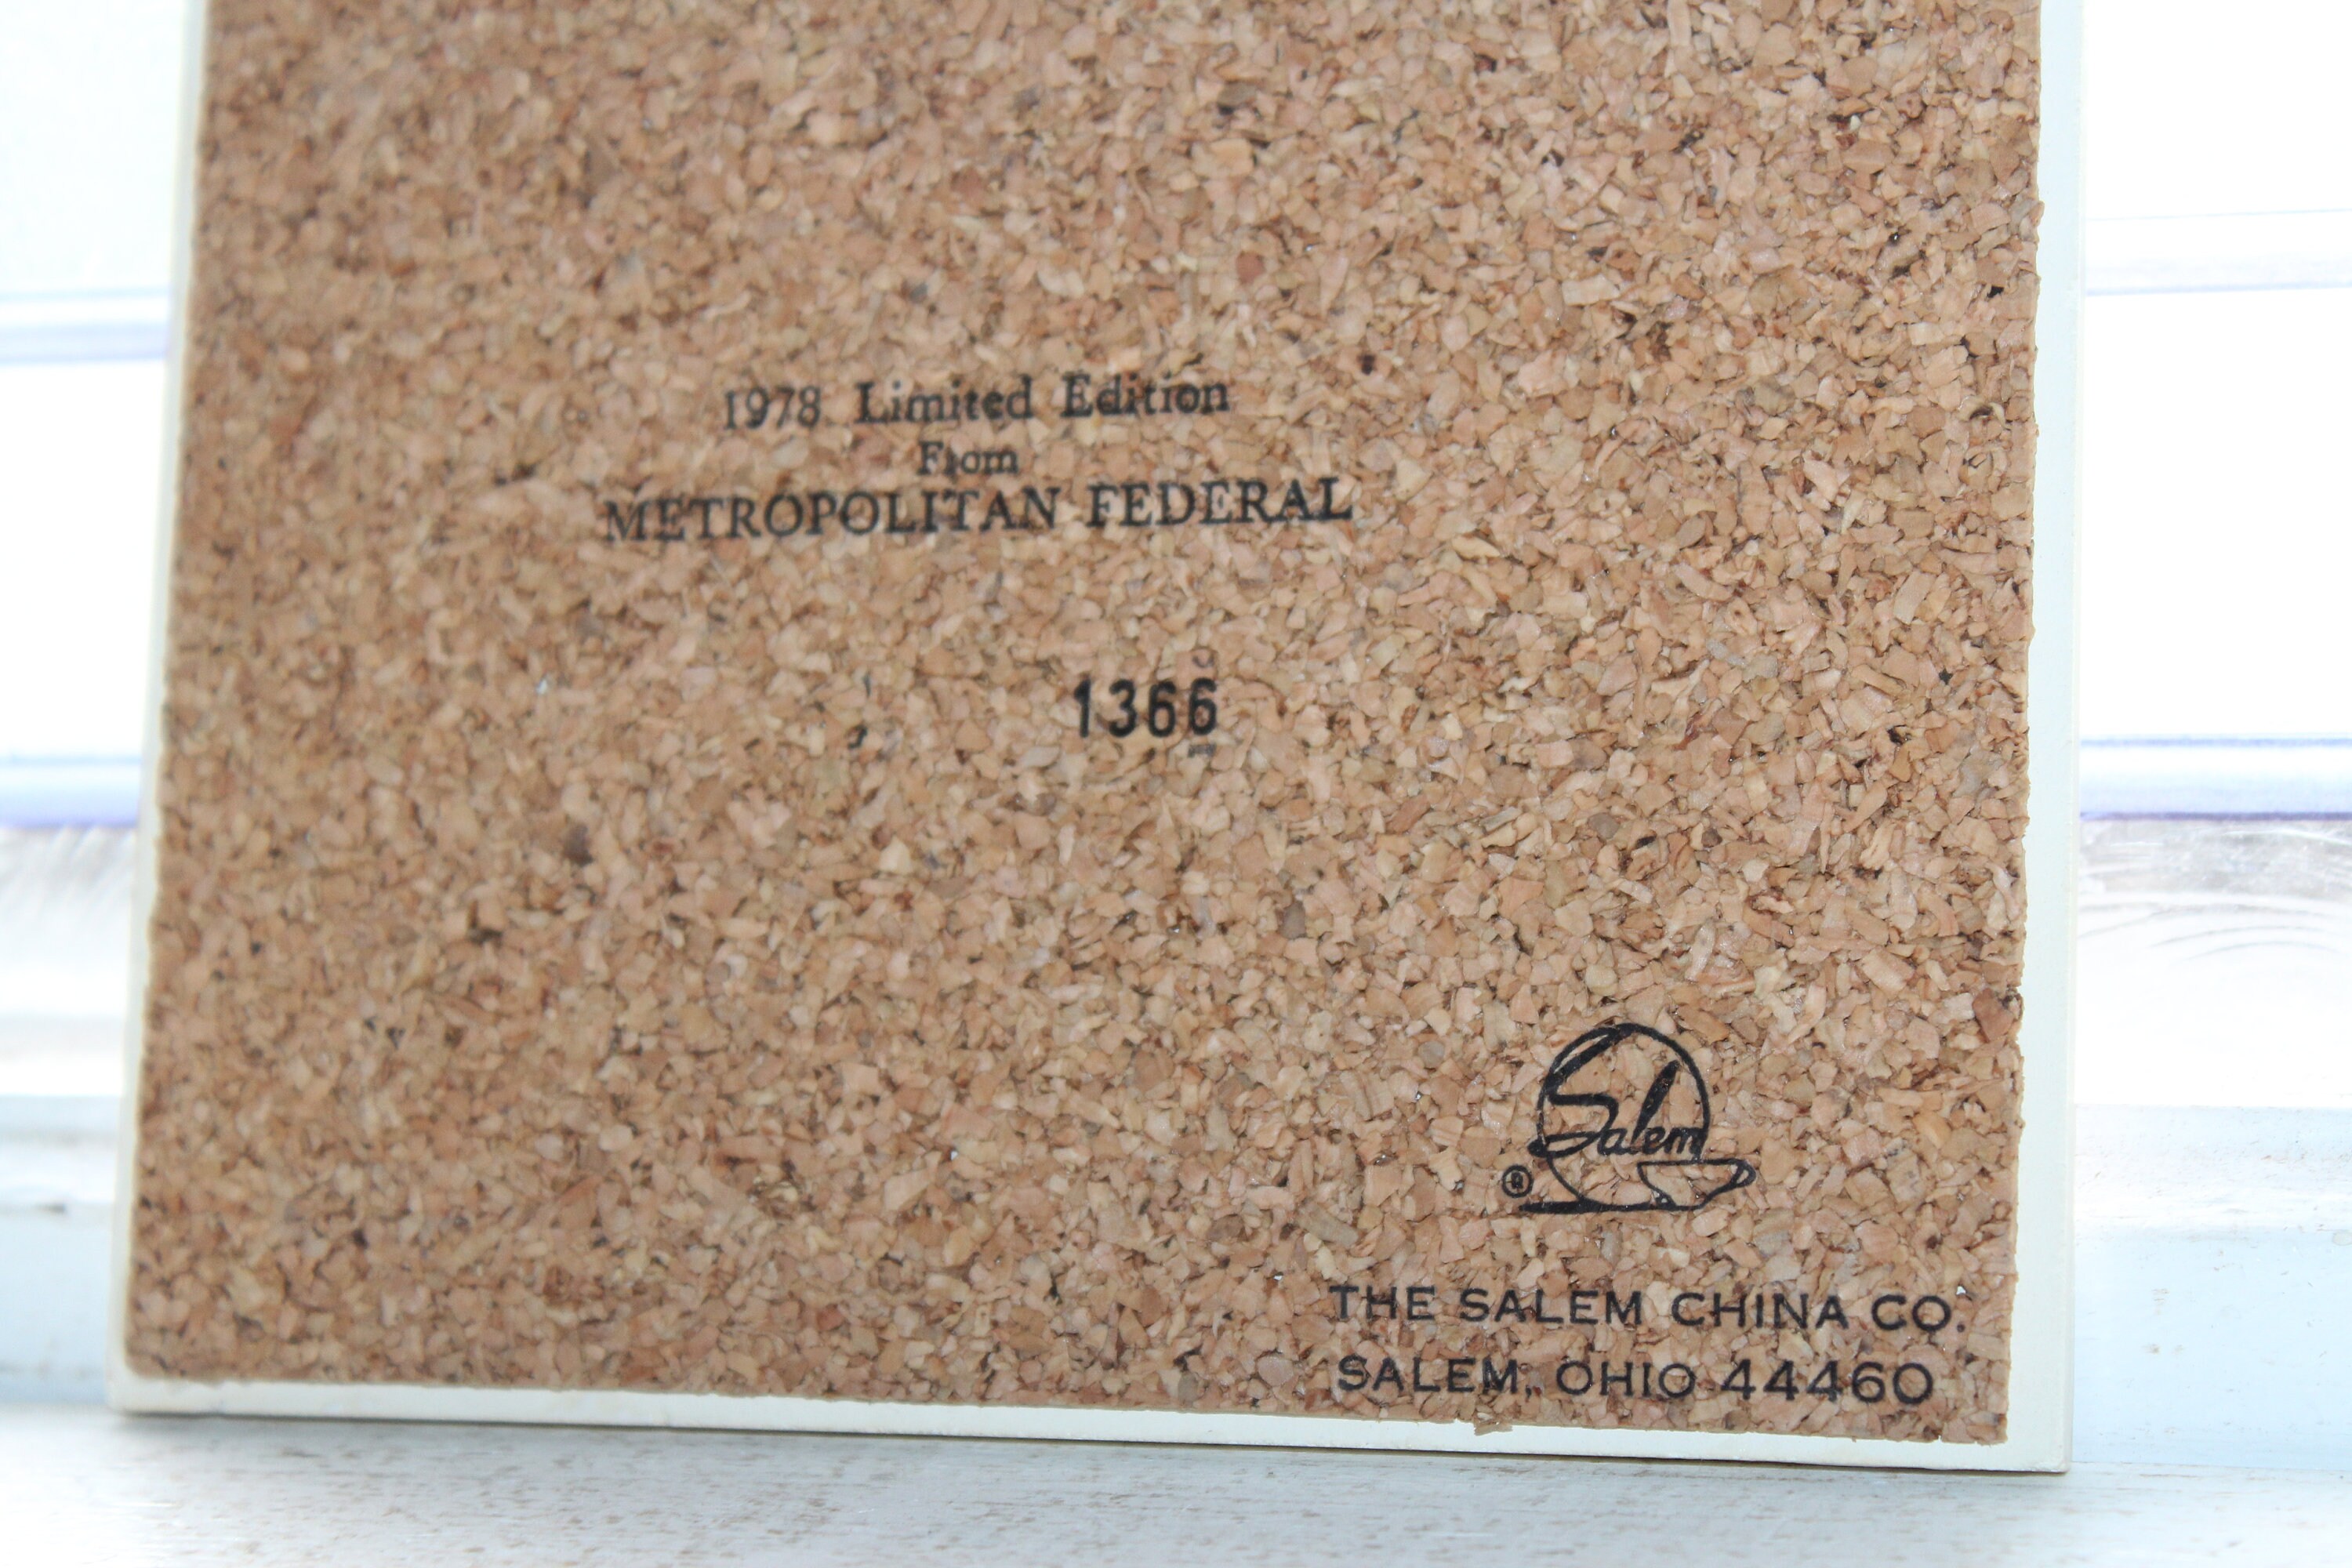 1978 Limited Edition
From
METROPOLITAN FEDERAL
1366
Salem
®
THE SALEM CHINA CO.
SALEM, OHIO 44460